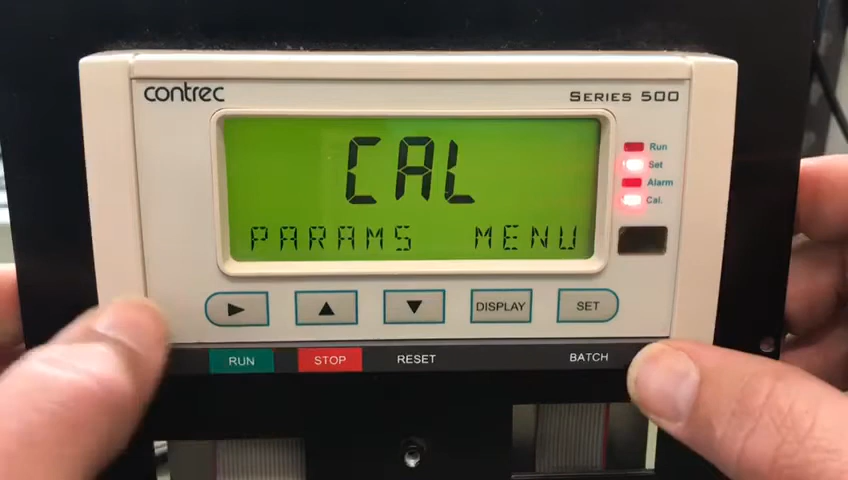 contrec SERIES 500
CAL
PARAMS MENU
Run
Set
Alarm
Cal.
DISPLAY SET
RUN STOP RESET BATCH